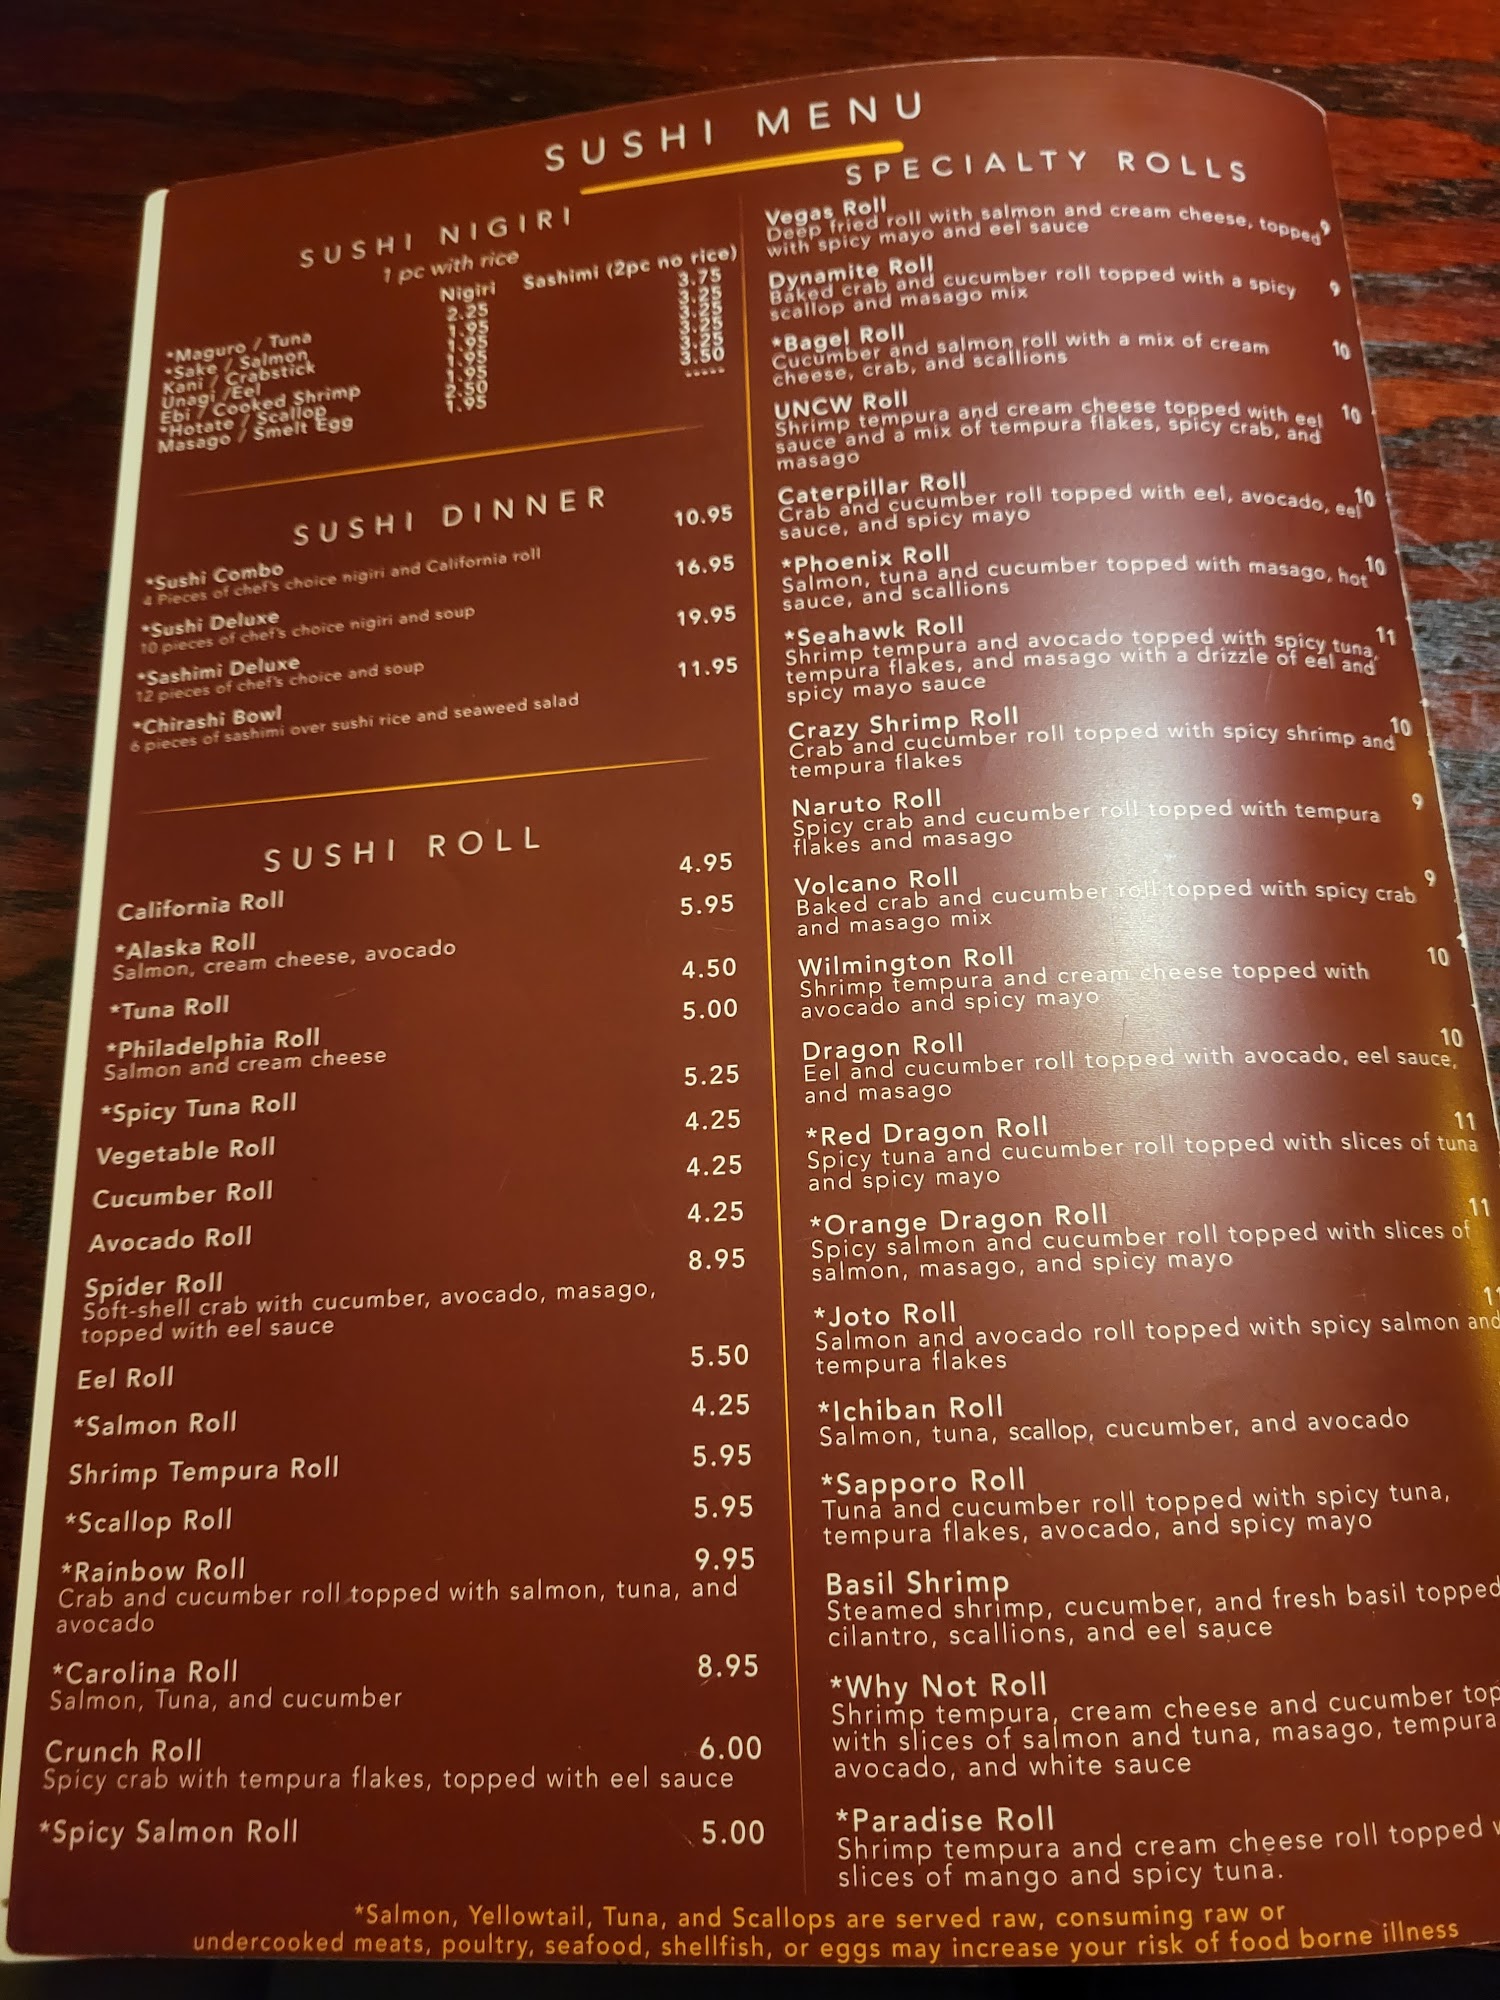 SUSHI MENU
SUSHI NIGIRI
1 pc with rice
Nigiri Sashimi (2pc no rice)
*Maguro / Tuna 2.25 3.75
*Sake / Salmon 1.95 3.25
Kani / Crabstick 1.95 3.25
Unagi / Eel 1.95 3.25
Ebi / Cooked Shrimp 1.95 3.25
*Hotate / Scallop 2.50 3.50
Masago / Smelt Egg 1.95 -----
SUSHI DINNER
*Sushi Combo 10.95
4 Pieces of chef's choice nigiri and California roll
*Sushi Deluxe 16.95
10 pieces of chef's choice nigiri and soup
*Sashimi Deluxe 19.95
12 pieces of chef's choice and soup
*Chirashi Bowl 11.95
6 pieces of sashimi over sushi rice and seaweed salad
SUSHI ROLL
California Roll 4.95
*Alaska Roll 5.95
Salmon, cream cheese, avocado
*Tuna Roll 4.50
*Philadelphia Roll 5.00
Salmon and cream cheese
*Spicy Tuna Roll 5.25
Vegetable Roll 4.25
Cucumber Roll 4.25
Avocado Roll 4.25
Spider Roll 8.95
Soft-shell crab with cucumber, avocado, masago,
topped with eel sauce
Eel Roll 5.50
*Salmon Roll 4.25
Shrimp Tempura Roll 5.95
*Scallop Roll 5.95
*Rainbow Roll 9.95
Crab and cucumber roll topped with salmon, tuna, and
avocado
*Carolina Roll 8.95
Salmon, Tuna, and cucumber
Crunch Roll 6.00
Spicy crab with tempura flakes, topped with eel sauce
*Spicy Salmon Roll 5.00
SPECIALTY ROLLS
Vegas Roll 9
Deep fried roll with salmon and cream cheese, topped
with spicy mayo and eel sauce
Dynamite Roll 9
Baked crab and cucumber roll topped with a spicy
scallop and masago mix
*Bagel Roll 10
Cucumber and salmon roll with a mix of cream
cheese, crab, and scallions
UNCW Roll 10
Shrimp tempura and cream cheese topped with eel
sauce and a mix of tempura flakes, spicy crab, and
masago
Caterpillar Roll 10
Crab and cucumber roll topped with eel, avocado, eel
sauce, and spicy mayo
*Phoenix Roll 10
Salmon, tuna and cucumber topped with masago, hot
sauce, and scallions
*Seahawk Roll 11
Shrimp tempura and avocado topped with spicy tuna,
tempura flakes, and masago with a drizzle of eel and
spicy mayo sauce
Crazy Shrimp Roll 10
Crab and cucumber roll topped with spicy shrimp and
tempura flakes
Naruto Roll 9
Spicy crab and cucumber roll topped with tempura
flakes and masago
Volcano Roll 9
Baked crab and cucumber roll topped with spicy crab
and masago mix
Wilmington Roll 10
Shrimp tempura and cream cheese topped with
avocado and spicy mayo
Dragon Roll 10
Eel and cucumber roll topped with avocado, eel sauce,
and masago
*Red Dragon Roll 11
Spicy tuna and cucumber roll topped with slices of tuna
and spicy mayo
*Orange Dragon Roll 11
Spicy salmon and cucumber roll topped with slices of
salmon, masago, and spicy mayo
*Joto Roll 11
Salmon and avocado roll topped with spicy salmon and
tempura flakes
*Ichiban Roll
Salmon, tuna, scallop, cucumber, and avocado
*Sapporo Roll
Tuna and cucumber roll topped with spicy tuna,
tempura flakes, avocado, and spicy mayo
Basil Shrimp
Steamed shrimp, cucumber, and fresh basil topped
cilantro, scallions, and eel sauce
*Why Not Roll
Shrimp tempura, cream cheese and cucumber top
with slices of salmon and tuna, masago, tempura
avocado, and white sauce
*Paradise Roll
Shrimp tempura and cream cheese roll topped
slices of mango and spicy tuna.
*Salmon, Yellowtail, Tuna, and Scallops are served raw, consuming raw or
undercooked meats, poultry, seafood, shellfish, or eggs may increase your risk of food borne illness